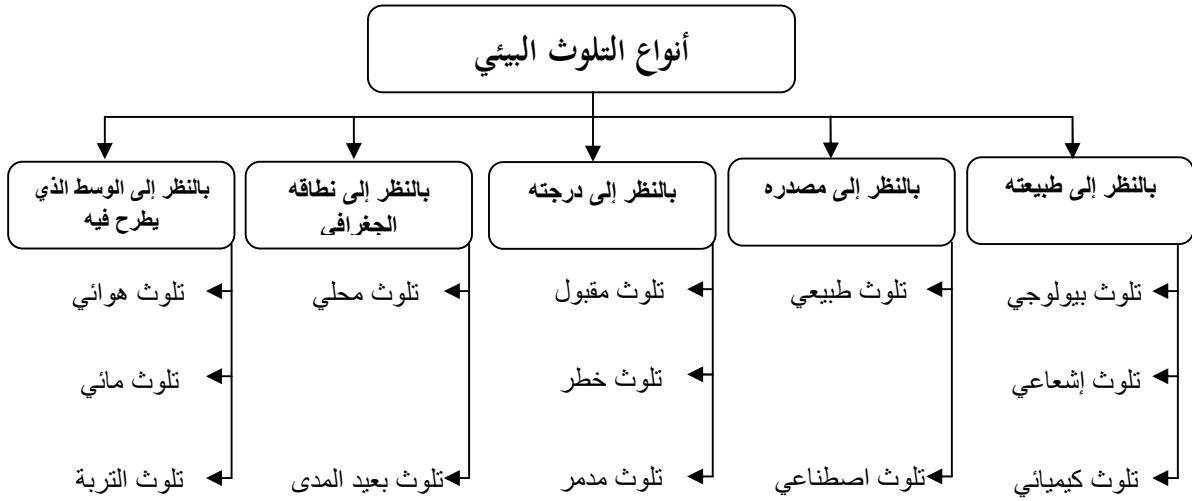 أنواع التلوث البيئي
بالنظر إلى طبيعته
تلوث بيولوجي
تلوث إشعاعي
تلوث كيميائي
بالنظر إلى مصدره
تلوث طبيعي
تلوث اصطناعي
بالنظر إلى درجته
تلوث مقبول
تلوث خطر
تلوث مدمر
بالنظر إلى نطاقه
الجغرافي
تلوث محلي
تلوث بعيد المدى
بالنظر إلى الوسط الذي
يطرح فيه
تلوث هوائي
تلوث مائي
تلوث التربة